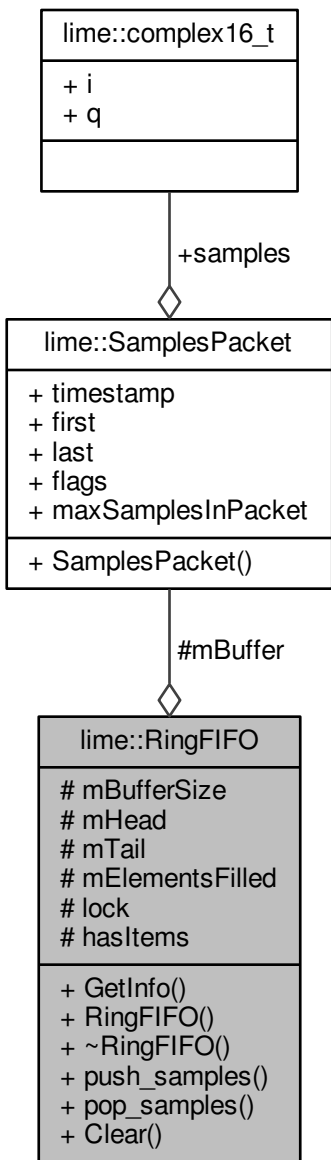 lime::complex16_t
+ i
+ q
+samples
lime::SamplesPacket
+ timestamp
+ first
+ last
+ flags
+ maxSamplesInPacket
+ SamplesPacket()
#mBuffer
lime::RingFIFO
# mBufferSize
# mHead
# mTail
# mElementsFilled
# lock
# hasItems
+ GetInfo()
+ RingFIFO()
+ ~RingFIFO()
+ push_samples()
+ pop_samples()
+ Clear()